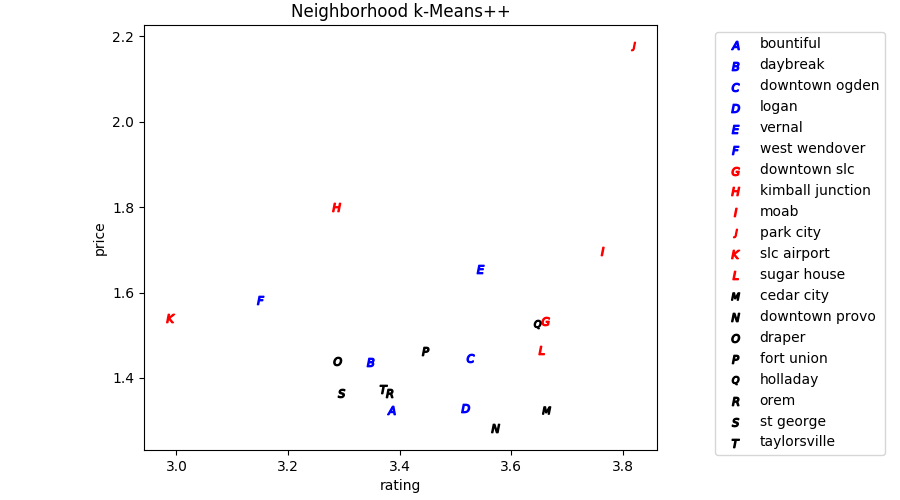 Neighborhood k-Means++
price
2.2
2.0
1.8
1.6
1.4
J
H
I
E
F
K
Q G
P L
O B C
S T R
A D M
N
3.0 3.2 3.4 3.6 3.8
rating
A bountiful
B daybreak
C downtown ogden
D logan
E vernal
F west wendover
G downtown slc
H kimball junction
I moab
J park city
K slc airport
L sugar house
M cedar city
N downtown provo
O draper
P fort union
Q holladay
R orem
S st george
T taylorsville